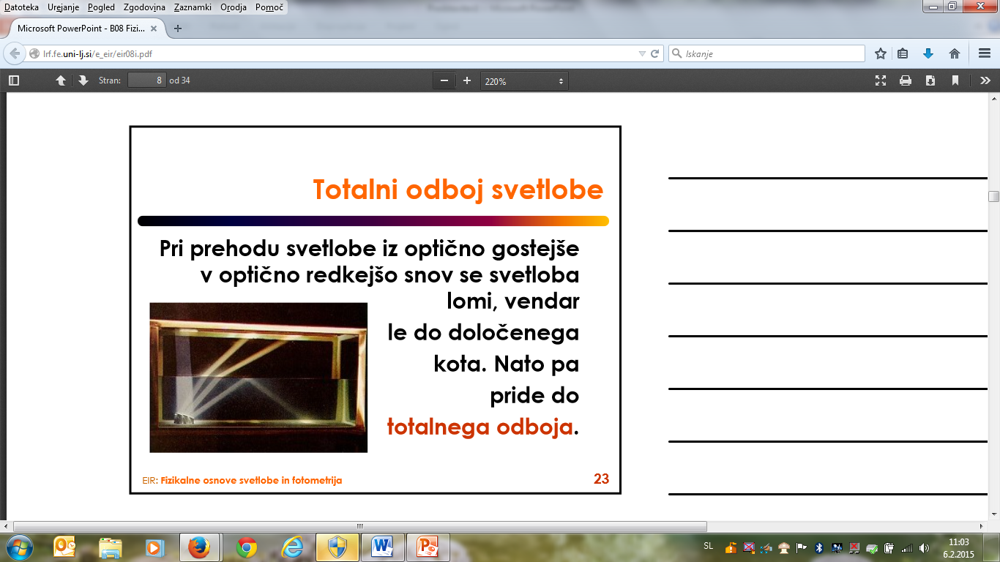 Datoteka Urejanje Pogled Zgodovina Zaznamki Orodja Pomoč
Microsoft PowerPoint - B08 Fizi...
lrf.fe.uni-lj.si/e_eir/eir08i.pdf
Iskanje
Stran: 8 od 34
220%
Totalni odboj svetlobe
Pri prehodu svetlobe iz optično gostejše
v optično redkejšo snov se svetloba
lomi, vendar
le do določenega
kota. Nato pa
pride do
totalnega odboja.
EIR: Fizikalne osnove svetlobe in fotometrija
23
SL
11:03
6.2.2015